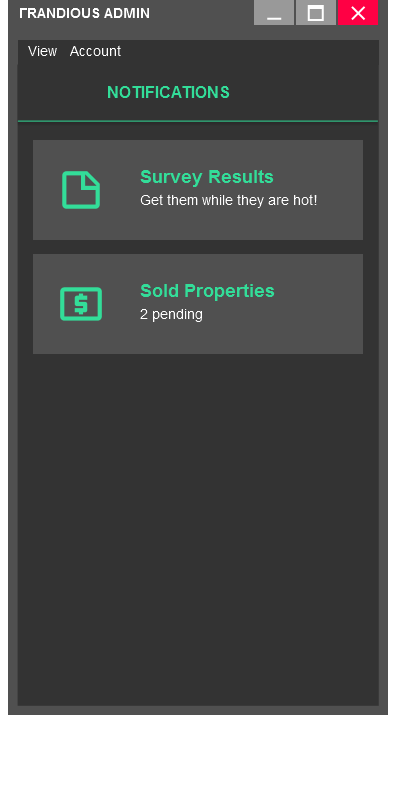 FRANDIOUS ADMIN
View Account
NOTIFICATIONS
Survey Results
Get them while they are hot!
Sold Properties
2 pending